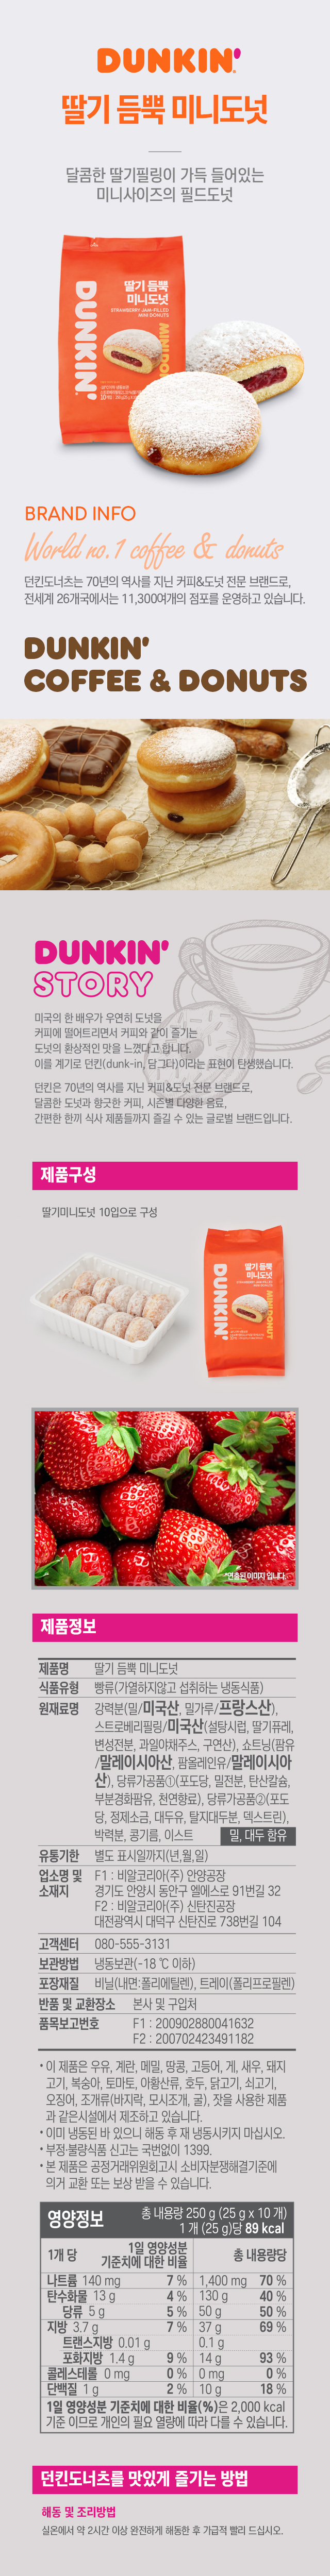 DUNKIN'
딸기 듬뿍 미니도넛
달콤한 딸기필링이 가득 들어있는
미니사이즈의 필드도넛
딸기 듬뿍
미니도넛
STRAWBERRY JAM-FILLED
MINI DONUTS
DUNKIN'
BRAND INFO
World no.1 coffee & donuts
던킨도너츠는 70년의 역사를 지닌 커피&도넛 전문 브랜드로,
전세계 26개국에서는 11,300여개의 점포를 운영하고 있습니다.
DUNKIN'
COFFEE & DONUTS
DUNKIN'
STORY
미국의 한 배우가 우연히 도넛을
커피에 떨어트리면서 커피와 같이 즐기는
도넛의 환상적인 맛을 느꼈다고 합니다.
이를 계기로 던킨(dunk-in, 담그다)이라는 표현이 탄생했습니다.
던킨은 70년의 역사를 지닌 커피&도넛 전문 브랜드로,
달콤한 도넛과 향긋한 커피, 시즌별 다양한 음료,
간편한 한끼 식사 제품들까지 즐길 수 있는 글로벌 브랜드입니다.
제품구성
딸기미니도넛 10입으로 구성
딸기 듬뿍
미니도넛
DUNKIN'
MINI DONUT
*연출된 이미지 입니다.
제품정보
제품명 딸기 듬뿍 미니도넛
식품유형 빵류(가열하지않고 섭취하는 냉동식품)
원재료명 강력분(밀/미국산, 밀가루/프랑스산),
스트로베리필링/미국산(설탕시럽, 딸기퓨레,
변성전분, 과일야채주스, 구연산), 쇼트닝(팜유
/말레이시아산, 팜올레인유/말레이시아
산), 당류가공품①(포도당, 밀전분, 탄산칼슘,
부분경화팜유, 천연향료), 당류가공품②(포도
당, 정제소금, 대두유, 탈지대두분, 덱스트린),
박력분, 콩기름, 이스트 밀, 대두 함유
유통기한 별도 표시일까지(년,월,일)
업소명 및 F1 : 비알코리아(주) 안양공장
소재지 경기도 안양시 동안구 엘에스로 91번길 32
F2 : 비알코리아(주) 신탄진공장
대전광역시 대덕구 신탄진로 738번길 104
고객센터 080-555-3131
보관방법 냉동보관(-18 ℃ 이하)
포장재질 비닐(내면:폴리에틸렌), 트레이(폴리프로필렌)
반품 및 교환장소 본사 및 구입처
품목보고번호 F1 : 200902880041632
F2 : 200702423491182
• 이 제품은 우유, 계란, 메밀, 땅콩, 고등어, 게, 새우, 돼지
고기, 복숭아, 토마토, 아황산류, 호두, 닭고기, 쇠고기,
오징어, 조개류(바지락, 모시조개, 굴), 잣을 사용한 제품
과 같은시설에서 제조하고 있습니다.
• 이미 냉동된 바 있으니 해동 후 재 냉동시키지 마십시오.
• 부정·불량식품 신고는 국번없이 1399.
• 본 제품은 공정거래위원회고시 소비자분쟁해결기준에
의거 교환 또는 보상 받을 수 있습니다.
영양정보 총 내용량 250 g (25 g x 10 개)
1 개 (25 g)당 89 kcal
1개 당 1일 영양성분 기준치에 대한 비율 총 내용량당
나트륨 140 mg 7 % 1,400 mg 70 %
탄수화물 13 g 4 % 130 g 40 %
당류 5 g 5 % 50 g 50 %
지방 3.7 g 7 % 37 g 69 %
트랜스지방 0.01 g 0.1 g
포화지방 1.4 g 9 % 14 g 93 %
콜레스테롤 0 mg 0 % 0 mg 0 %
단백질 1 g 2 % 10 g 18 %
1일 영양성분 기준치에 대한 비율(%)은 2,000 kcal
기준 이므로 개인의 필요 열량에 따라 다를 수 있습니다.
던킨도너츠를 맛있게 즐기는 방법
해동 및 조리방법
실온에서 약 2시간 이상 완전하게 해동한 후 가급적 빨리 드십시오.